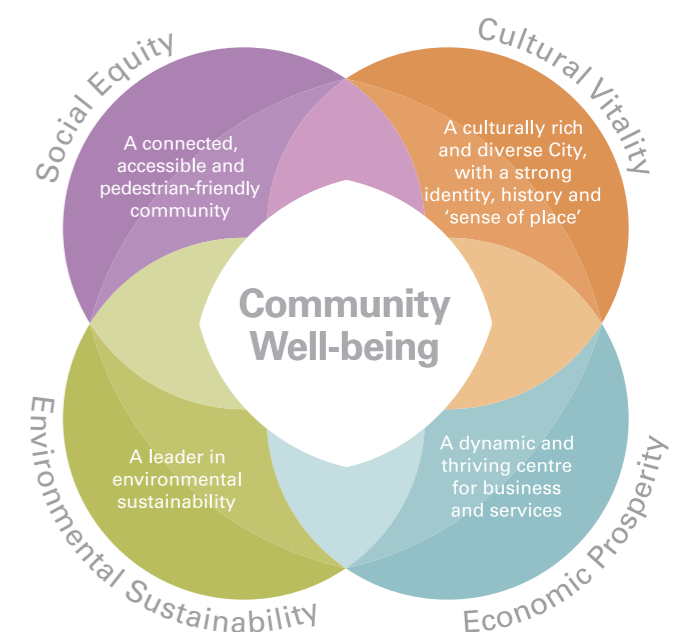 Social Equity
A connected,
accessible and
pedestrian-friendly
community
Cultural Vitality
A culturally rich
and diverse City,
with a strong
identity, history and
‘sense of place’
Community
Well-being
Environmental Sustainability
A leader in
environmental
sustainability
A dynamic and
thriving centre
for business
and services
Economic Prosperity